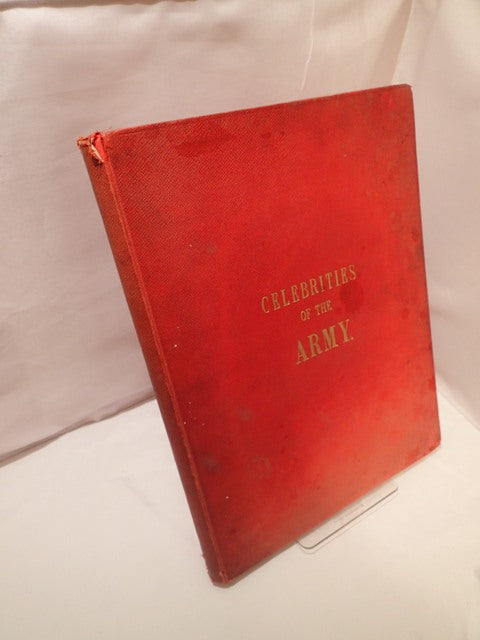 CELEBRITIES
OF THE
ARMY.